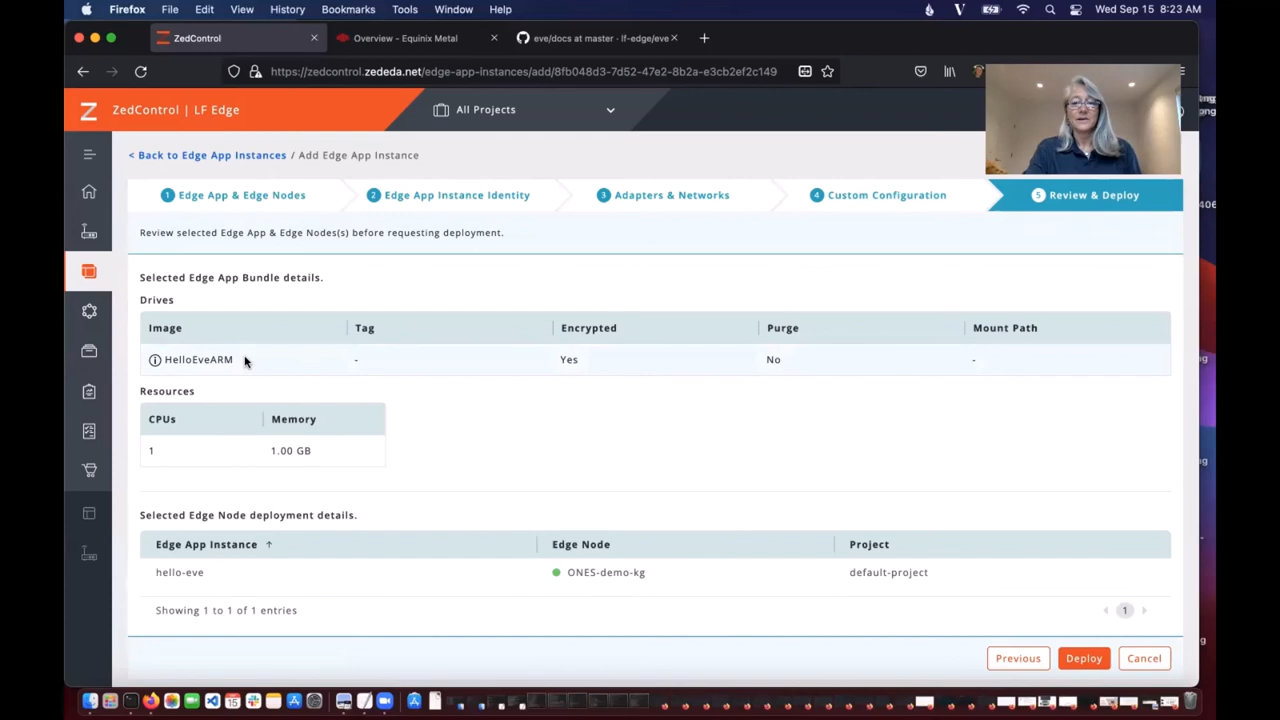 Firefox File Edit View History Bookmarks Tools Window Help V Wed Sep 15 8:23 AM
ZedControl Overview - Equinix Metal eve/docs at master · lf-edge/eve
https://zedcontrol.zededa.net/edge-app-instances/add/8fb048d3-7d52-47e2-8b2a-e3cb2ef2c149
Z ZedControl | LF Edge All Projects
< Back to Edge App Instances / Add Edge App Instance
1 Edge App & Edge Nodes 2 Edge App Instance Identity 3 Adapters & Networks 4 Custom Configuration 5 Review & Deploy
Review selected Edge App & Edge Nodes(s) before requesting deployment.
Selected Edge App Bundle details.
Drives
Image Tag Encrypted Purge Mount Path
HelloEveARM - Yes No -
Resources
CPUs Memory
1 1.00 GB
Selected Edge Node deployment details.
Edge App Instance ↑ Edge Node Project
hello-eve ONES-demo-kg default-project
Showing 1 to 1 of 1 entries 1
Previous Deploy Cancel